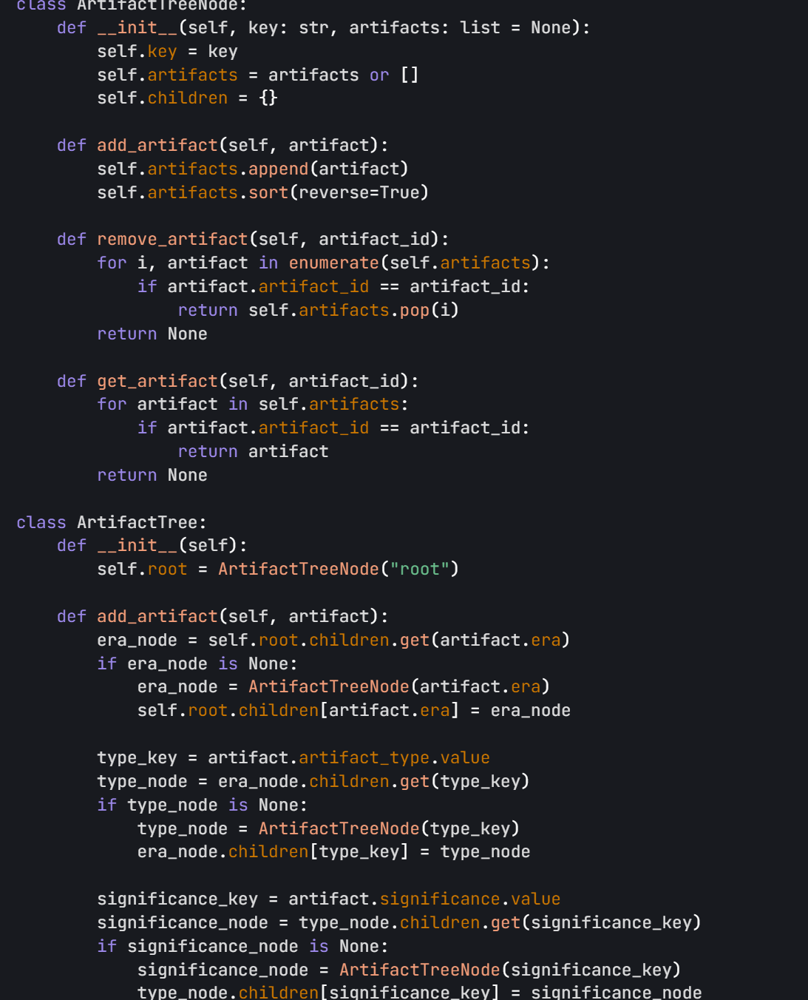 class ArtifactTreeNode:
    def __init__(self, key: str, artifacts: list = None):
        self.key = key
        self.artifacts = artifacts or []
        self.children = {}

    def add_artifact(self, artifact):
        self.artifacts.append(artifact)
        self.artifacts.sort(reverse=True)

    def remove_artifact(self, artifact_id):
        for i, artifact in enumerate(self.artifacts):
            if artifact.artifact_id == artifact_id:
                return self.artifacts.pop(i)
        return None

    def get_artifact(self, artifact_id):
        for artifact in self.artifacts:
            if artifact.artifact_id == artifact_id:
                return artifact
        return None

class ArtifactTree:
    def __init__(self):
        self.root = ArtifactTreeNode("root")

    def add_artifact(self, artifact):
        era_node = self.root.children.get(artifact.era)
        if era_node is None:
            era_node = ArtifactTreeNode(artifact.era)
            self.root.children[artifact.era] = era_node

        type_key = artifact.artifact_type.value
        type_node = era_node.children.get(type_key)
        if type_node is None:
            type_node = ArtifactTreeNode(type_key)
            era_node.children[type_key] = type_node

        significance_key = artifact.significance.value
        significance_node = type_node.children.get(significance_key)
        if significance_node is None:
            significance_node = ArtifactTreeNode(significance_key)
            type_node.children[significance_key] = significance_node